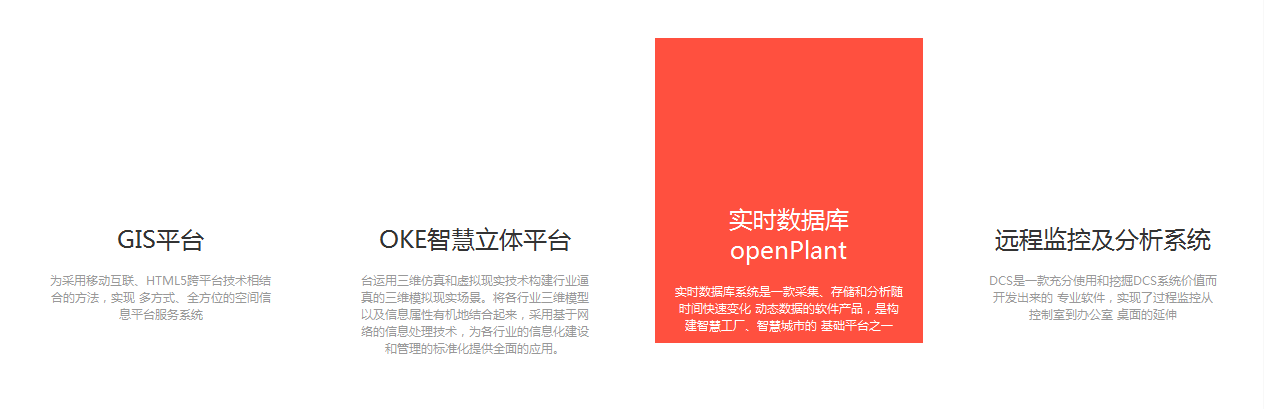 GIS平台
为采用移动互联、HTML5跨平台技术相结
合的方法，实现 多方式、全方位的空间信
息平台服务系统
OKE智慧立体平台
台运用三维仿真和虚拟现实技术构建行业逼
真的三维模拟现实场景。将各行业三维模型
以及信息属性有机地结合起来，采用基于网
络的信息处理技术，为各行业的信息化建设
和管理的标准化提供全面的应用。
实时数据库
openPlant
实时数据库系统是一款采集、存储和分析随
时间快速变化 动态数据的软件产品，是构
建智慧工厂、智慧城市的 基础平台之一
远程监控及分析系统
DCS是一款充分使用和挖掘DCS系统价值而
开发出来的 专业软件，实现了过程监控从
控制室到办公室 桌面的延伸